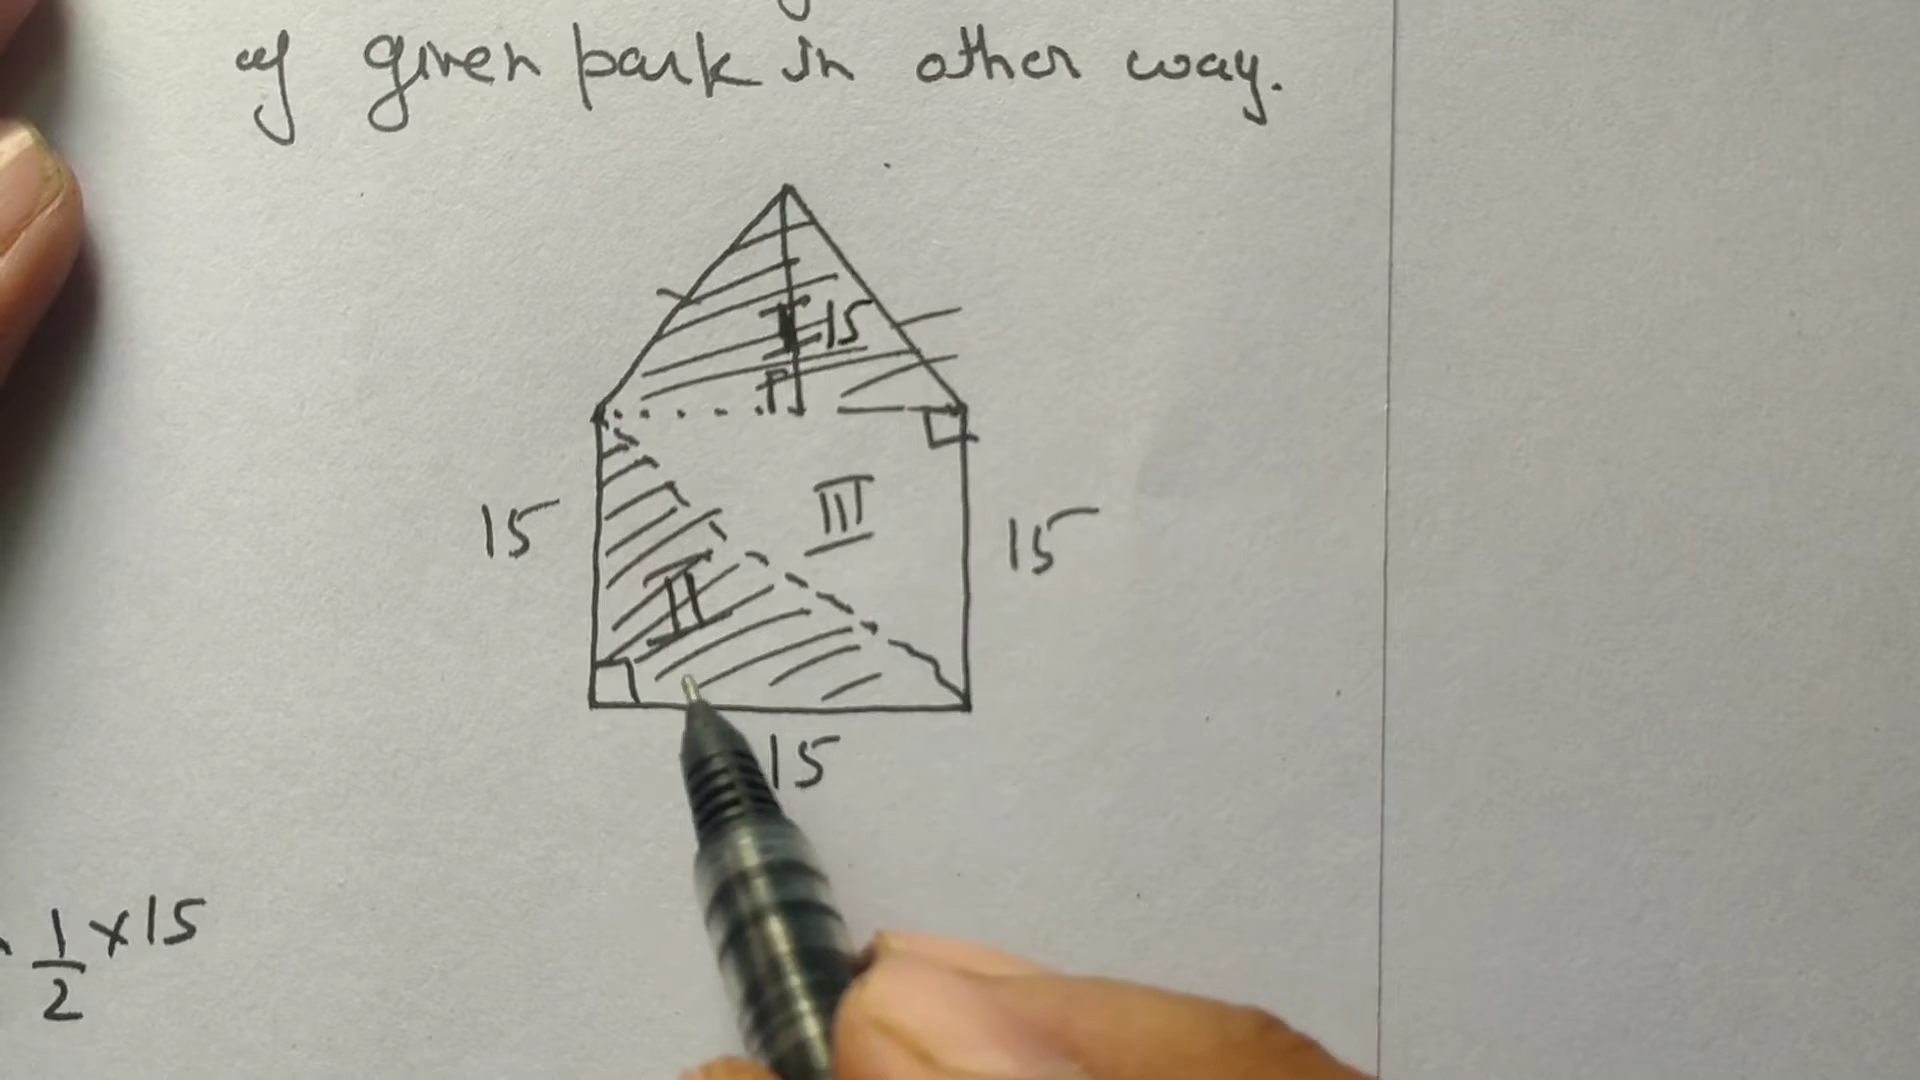 of given park in other way.
I 15
P
15 III 15
II
15
1/2 × 15